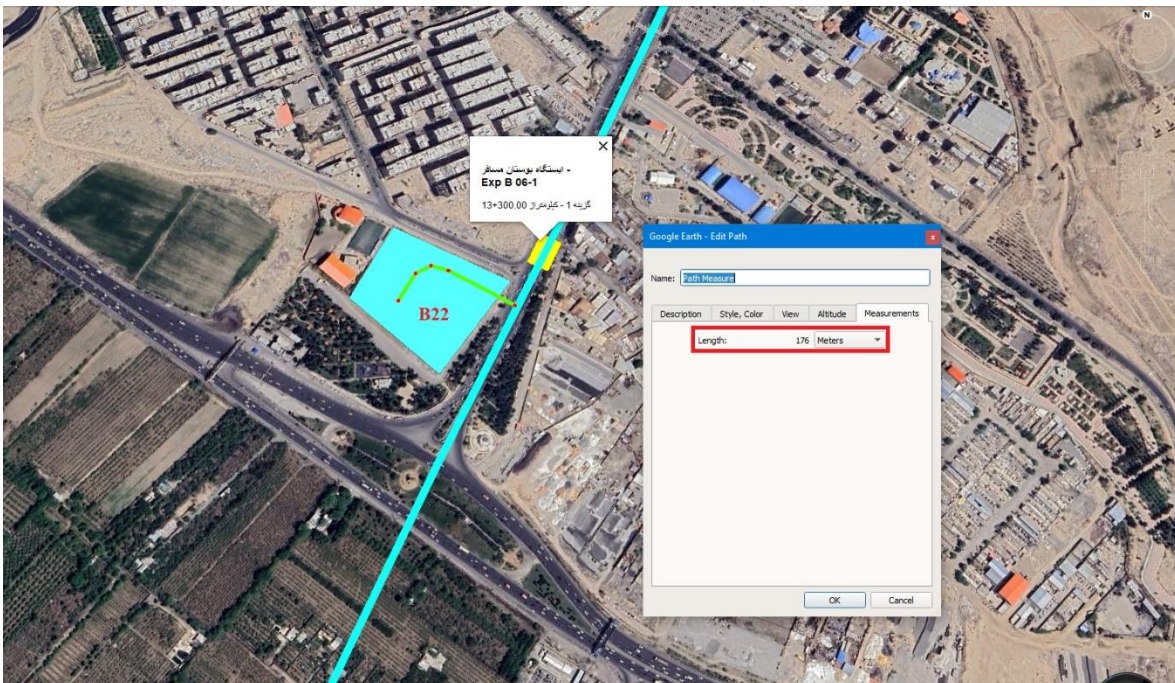 N
- ایستگاه بوستان مسافر
Exp B 06-1
گزینه 1 - کیلومتراژ 13+300.00
B22
Google Earth - Edit Path
Name: Path Measure
Description Style, Color View Altitude Measurements
Length: 176 Meters
OK Cancel